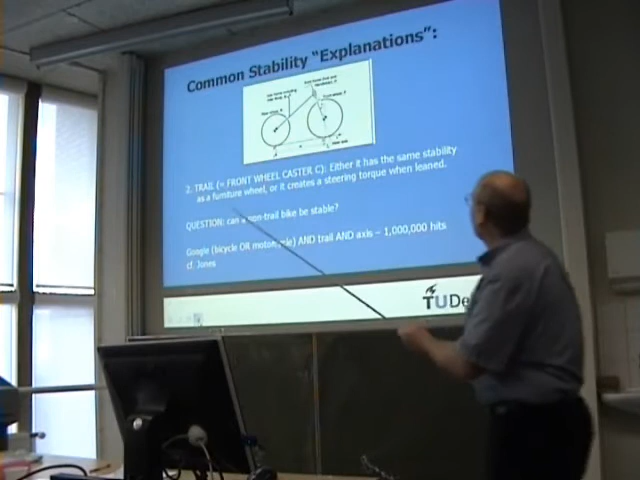 Common Stability "Explanations":
2. TRAIL (= FRONT WHEEL CASTER C): Either it has the same stability
as a furniture wheel, or it creates a steering torque when leaned.
QUESTION: can a non-trail bike be stable?
Google (bicycle OR motorcycle) AND trail AND axis ~ 1,000,000 hits
cf. Jones
TUDe